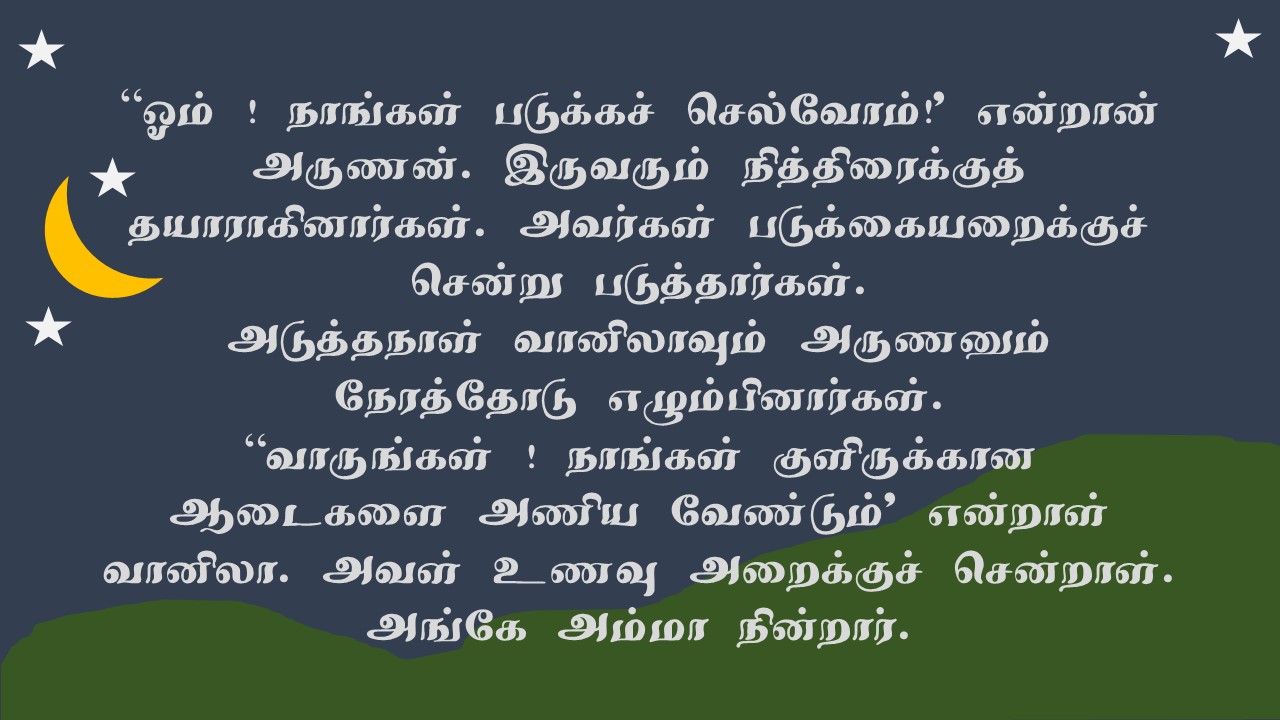 “ஓம் ! நாங்கள் படுக்கச் செல்வோம்!’ என்றான்
அருணன். இருவரும் நித்திரைக்குத்
தயாராகினார்கள். அவர்கள் படுக்கையறைக்குச்
சென்று படுத்தார்கள்.
அடுத்தநாள் வானிலாவும் அருணனும்
நேரத்தோடு எழும்பினார்கள்.
“வாருங்கள் ! நாங்கள் குளிருக்கான
ஆடைகளை அணிய வேண்டும்’ என்றாள்
வானிலா. அவள் உணவு அறைக்குச் சென்றாள்.
அங்கே அம்மா நின்றார்.